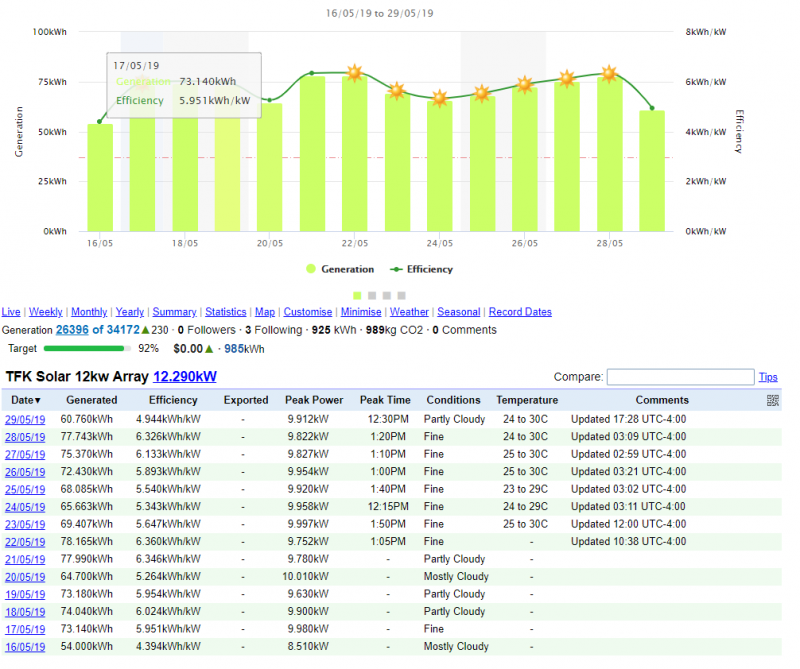 16/05/19 to 29/05/19
100kWh
8kWh/kW
17/05/19
Generation 73.140kWh
Efficiency 5.951kWh/kW
75kWh
6kWh/kW
Generation
Efficiency
50kWh
4kWh/kW
25kWh
2kWh/kW
0kWh
0kWh/kW
16/05 18/05 20/05 22/05 24/05 26/05 28/05
Generation Efficiency
Live | Weekly | Monthly | Yearly | Summary | Statistics | Map | Customise | Minimise | Weather | Seasonal | Record Dates
Generation 26396 of 34172▲230 · 0 Followers · 3 Following · 925 kWh · 989kg CO2 · 0 Comments
Target 92% $0.00▲ · 985kWh
TFK Solar 12kw Array 12.290kW Compare: Tips
Date▼ Generated Efficiency Exported Peak Power Peak Time Conditions Temperature Comments
29/05/19 60.760kWh 4.944kWh/kW - 9.912kW 12:30PM Partly Cloudy 24 to 30C Updated 17:28 UTC-4:00
28/05/19 77.743kWh 6.326kWh/kW - 9.822kW 1:20PM Fine 24 to 30C Updated 03:09 UTC-4:00
27/05/19 75.370kWh 6.133kWh/kW - 9.827kW 1:10PM Fine 25 to 30C Updated 02:59 UTC-4:00
26/05/19 72.430kWh 5.893kWh/kW - 9.954kW 1:00PM Fine 25 to 30C Updated 03:21 UTC-4:00
25/05/19 68.085kWh 5.540kWh/kW - 9.920kW 1:40PM Fine 23 to 29C Updated 03:02 UTC-4:00
24/05/19 65.663kWh 5.343kWh/kW - 9.958kW 12:15PM Fine 24 to 29C Updated 03:11 UTC-4:00
23/05/19 69.407kWh 5.647kWh/kW - 9.997kW 1:50PM Fine 25 to 30C Updated 12:00 UTC-4:00
22/05/19 78.165kWh 6.360kWh/kW - 9.752kW 1:05PM Fine - Updated 10:38 UTC-4:00
21/05/19 77.990kWh 6.346kWh/kW - 9.780kW - Partly Cloudy -
20/05/19 64.700kWh 5.264kWh/kW - 10.010kW - Mostly Cloudy -
19/05/19 73.180kWh 5.954kWh/kW - 9.630kW - Partly Cloudy -
18/05/19 74.040kWh 6.024kWh/kW - 9.900kW - Partly Cloudy -
17/05/19 73.140kWh 5.951kWh/kW - 9.980kW - Fine -
16/05/19 54.000kWh 4.394kWh/kW - 8.510kW - Mostly Cloudy -